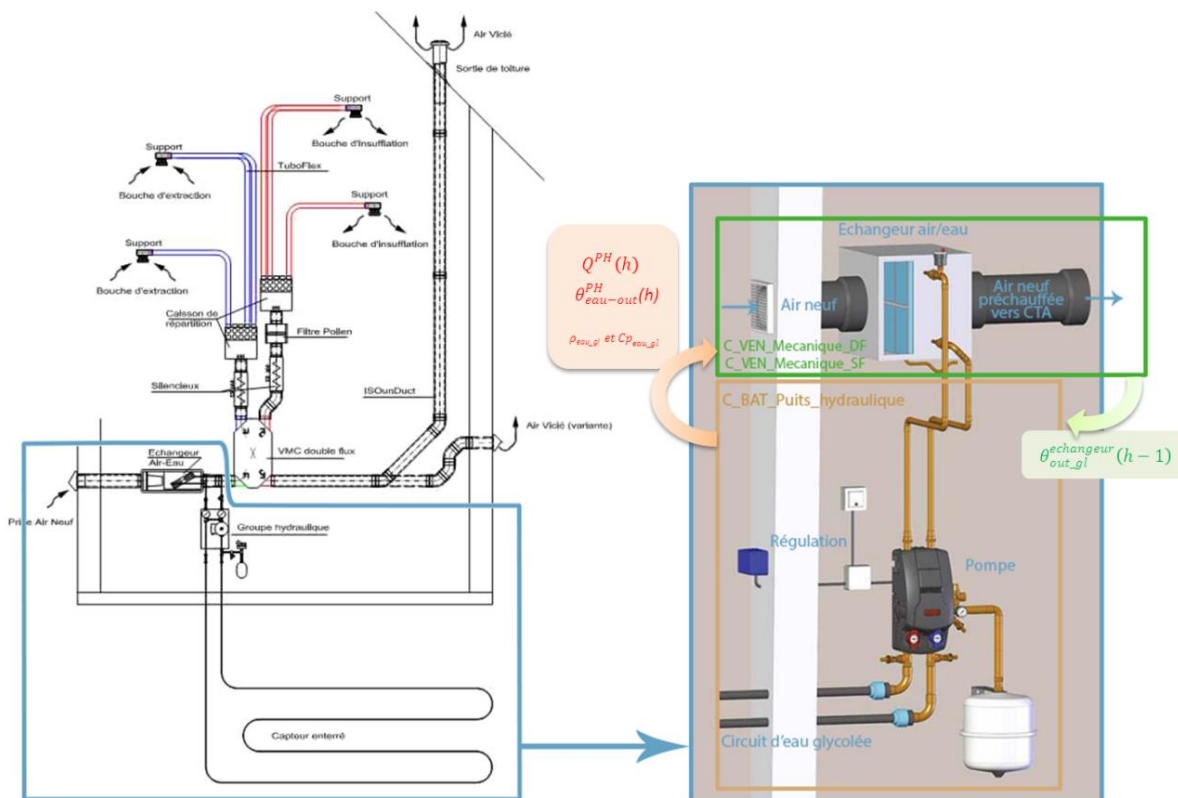 Air Vicié
Sortie de toiture
Support
Bouche d'Insufflation
Support
TuboFlex
Bouche d'extraction
Support
Bouche d'insufflation
Support
Bouche d'extraction
Caisson de
répartition
Filtre Pollen
Silencieux
ISOunDuct
Air Vicié (variante)
VMC double flux
Echangeur
Air-Eau
Prise Air Neuf
Groupe hydraulique
Capteur enterré
Q^PH(h)
θ^PH_eau-out(h)
ρ_eau_gl et Cp_eau_gl
Echangeur air/eau
Air neuf
Air neuf
préchauffée
vers CTA
C_VEN_Mecanique_DF
C_VEN_Mecanique_SF
C_BAT_Puits_hydraulique
θ^echangeur_out_gl(h − 1)
Régulation
Pompe
Circuit d'eau glycolée